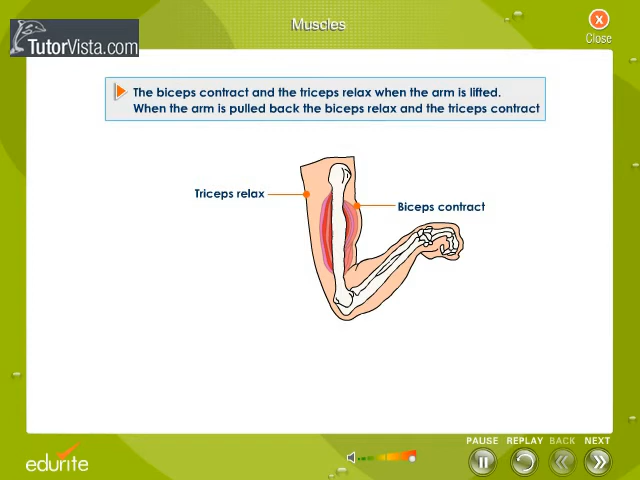 Muscles
TutorVista.com
Close
The biceps contract and the triceps relax when the arm is lifted.
When the arm is pulled back the biceps relax and the triceps contract
Triceps relax
Biceps contract
PAUSE REPLAY BACK NEXT
edurite